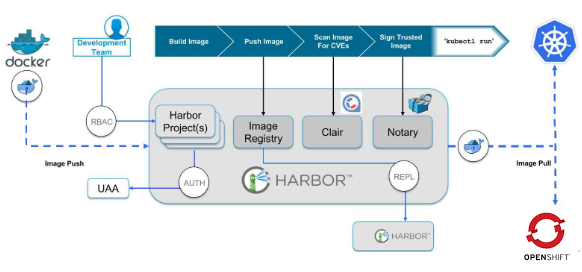 docker
Development
Team
Build Image
Push Image
Scan Image
For CVEs
Sign Trusted
Image
'kubectl run'
RBAC
Harbor
Project(s)
Image
Registry
Clair
Notary
Image Push
Image Pull
UAA
AUTH
HARBOR™
REPL
HARBOR™
OPENSHIFT